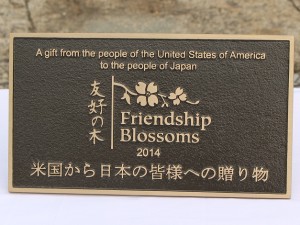 A gift from the people of the United States of America
to the people of Japan
友好の木
Friendship
Blossoms
2014
米国から日本の皆様への贈り物